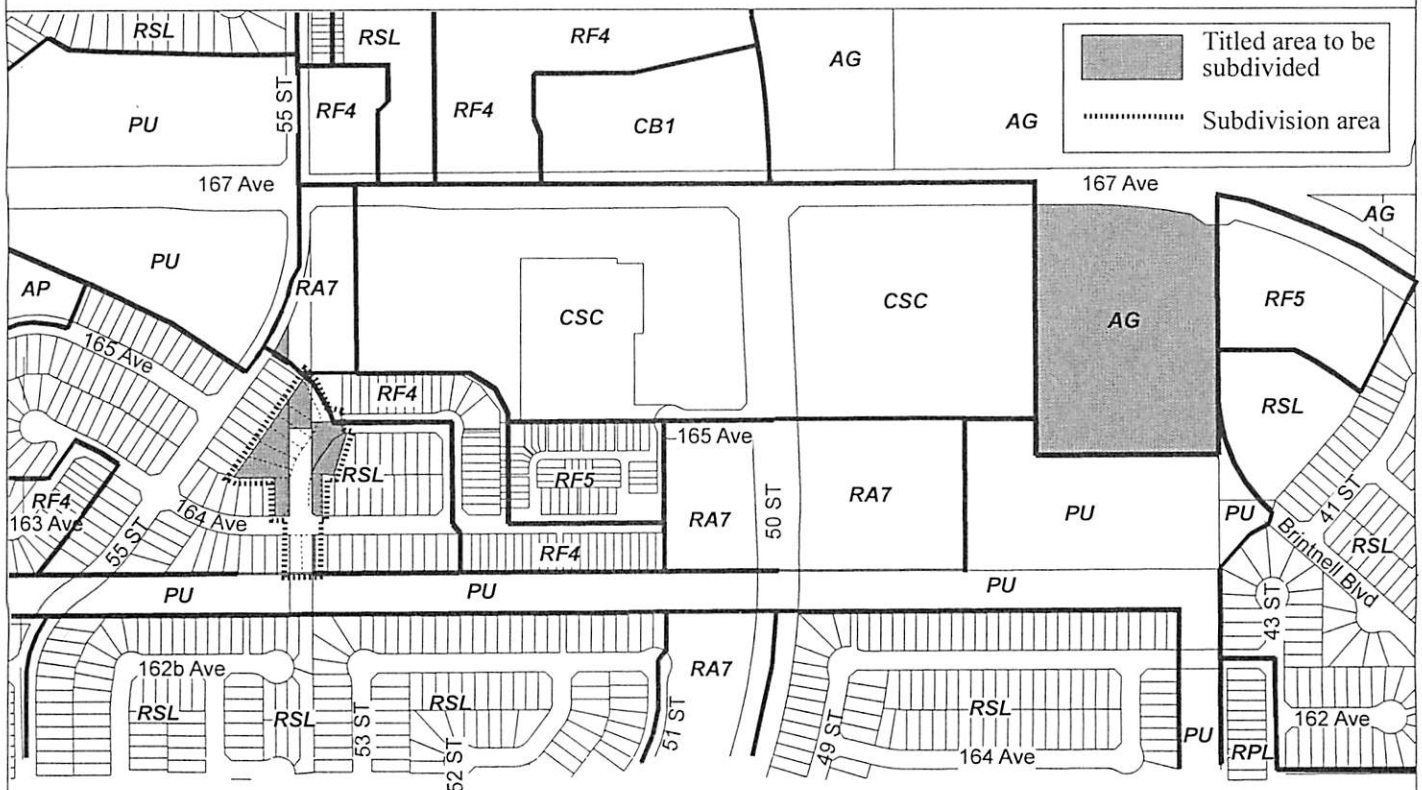 RSL
RSL
RF4
AG
Titled area to be
subdivided
Subdivision area
PU
55 ST
RF4
RF4
CB1
AG
167 Ave
167 Ave
AG
PU
AP
RA7
CSC
CSC
AG
RF5
165 Ave
RF4
RSL
165 Ave
RSL
RF5
RA7
RF4
163 Ave
164 Ave
55 ST
RA7
50 ST
PU
PU
41 ST
RSL
Brintnell Blvd
RF4
PU
PU
PU
43 ST
162b Ave
RSL
RSL
53 ST
RSL
52 ST
51 ST
RA7
49 ST
RSL
164 Ave
PU
RPL
162 Ave